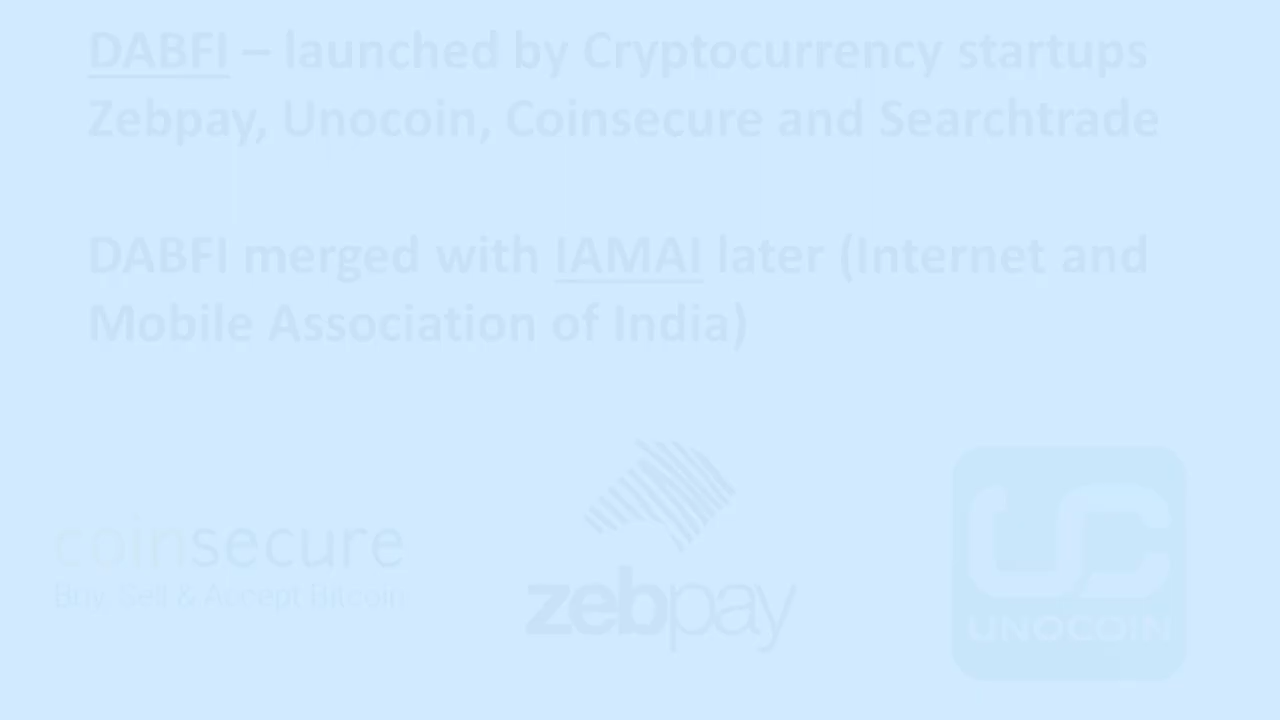 DABFI – launched by Cryptocurrency startups
Zebpay, Unocoin, Coinsecure and Searchtrade
DABFI merged with IAMAI later (Internet and
Mobile Association of India)
coinsecure
Buy, Sell & Accept Bitcoin
zebpay
UC
UNOCOIN